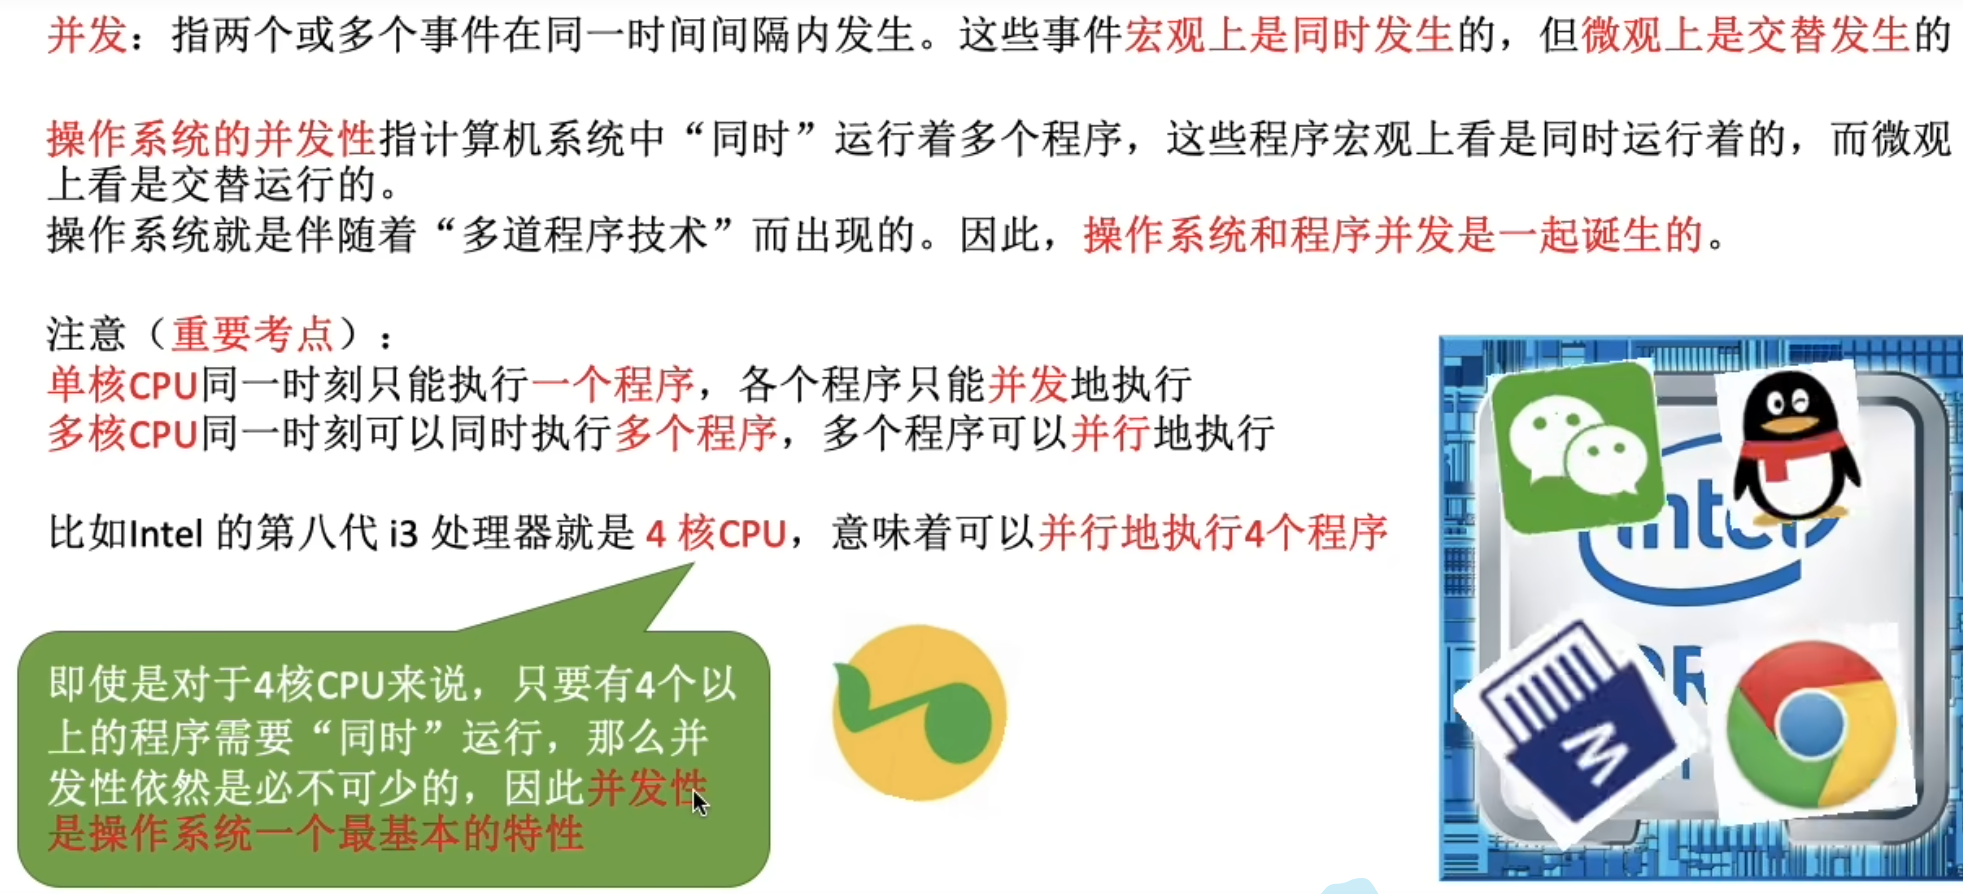 并发：指两个或多个事件在同一时间间隔内发生。这些事件宏观上是同时发生的，但微观上是交替发生的
操作系统的并发性指计算机系统中“同时”运行着多个程序，这些程序宏观上看是同时运行着的，而微观
上看是交替运行的。
操作系统就是伴随着“多道程序技术”而出现的。因此，操作系统和程序并发是一起诞生的。
注意（重要考点）：
单核CPU同一时刻只能执行一个程序，各个程序只能并发地执行
多核CPU同一时刻可以同时执行多个程序，多个程序可以并行地执行
比如Intel 的第八代 i3 处理器就是 4 核CPU，意味着可以并行地执行4个程序
即使是对于4核CPU来说，只要有4个以
上的程序需要“同时”运行，那么并
发性依然是必不可少的，因此并发性
是操作系统一个最基本的特性